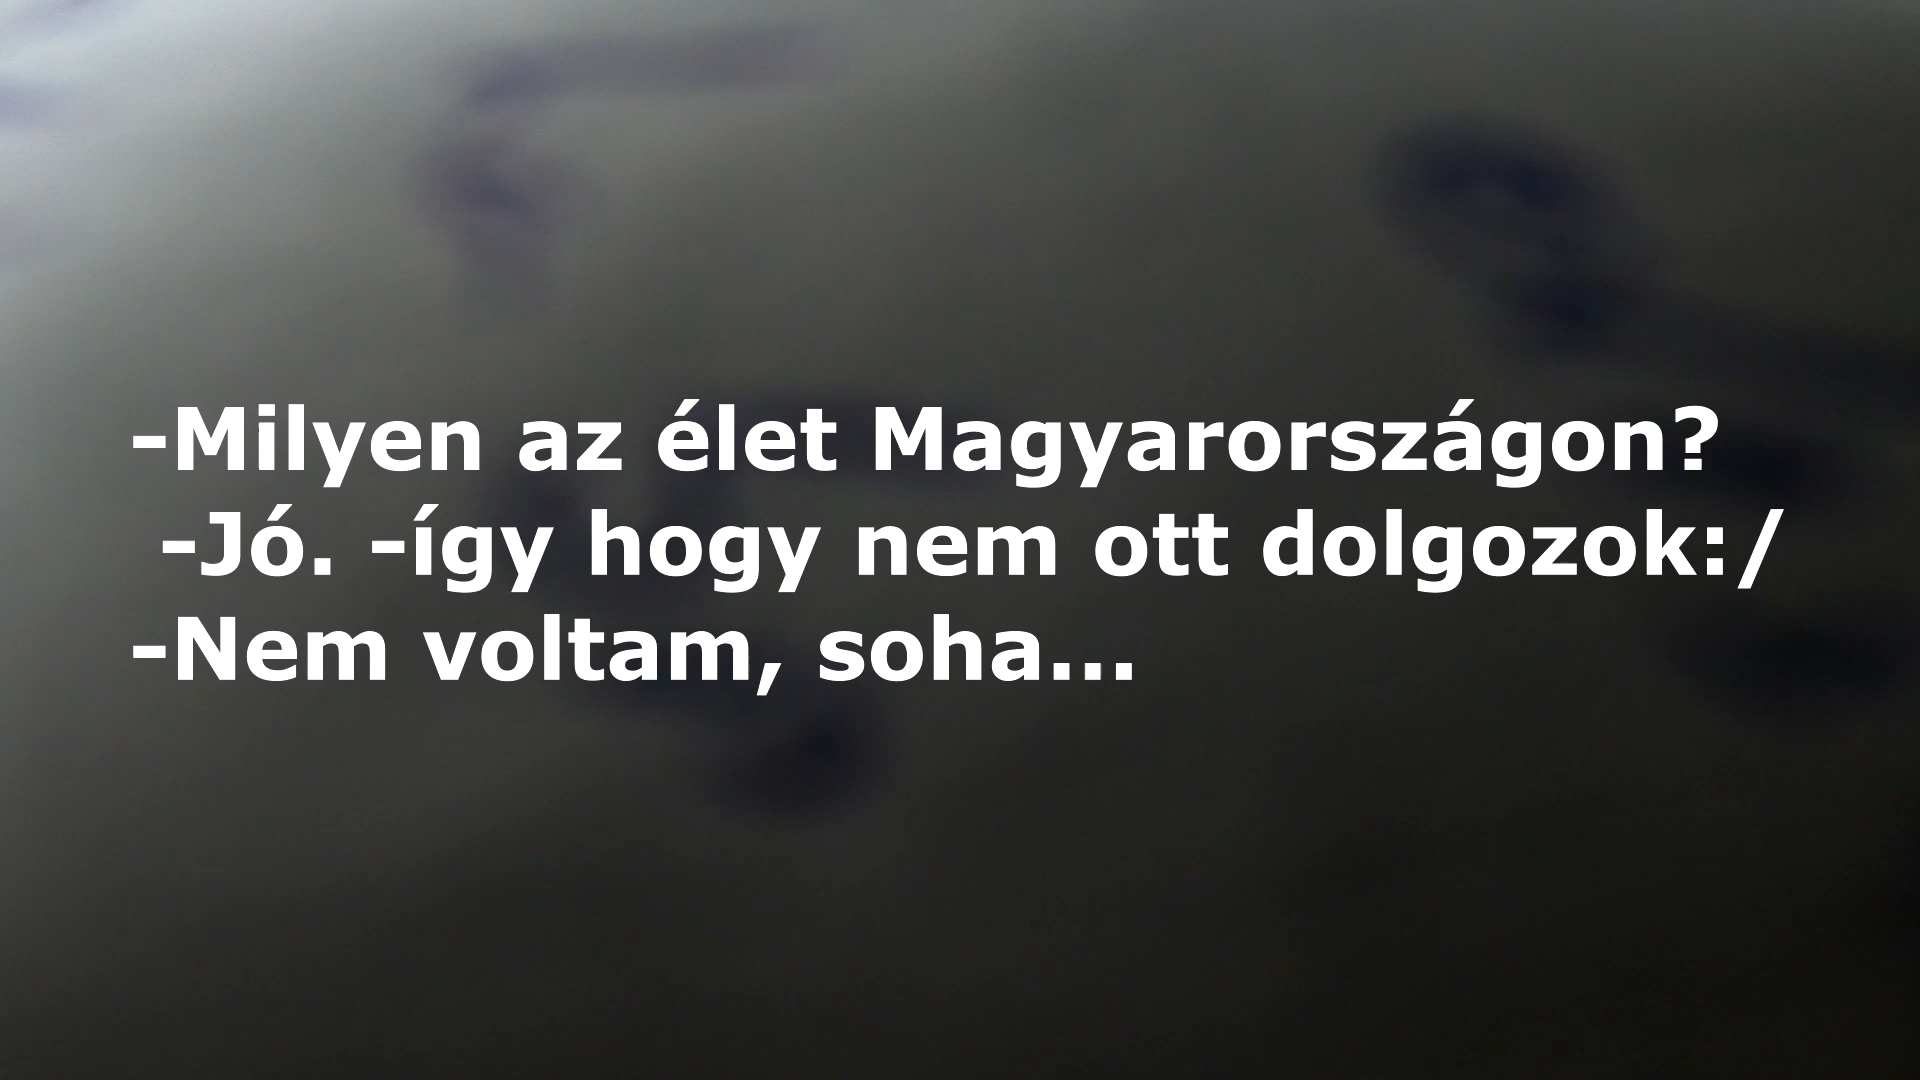 -Milyen az élet Magyarországon?
-Jó. -így hogy nem ott dolgozok:/
-Nem voltam, soha...